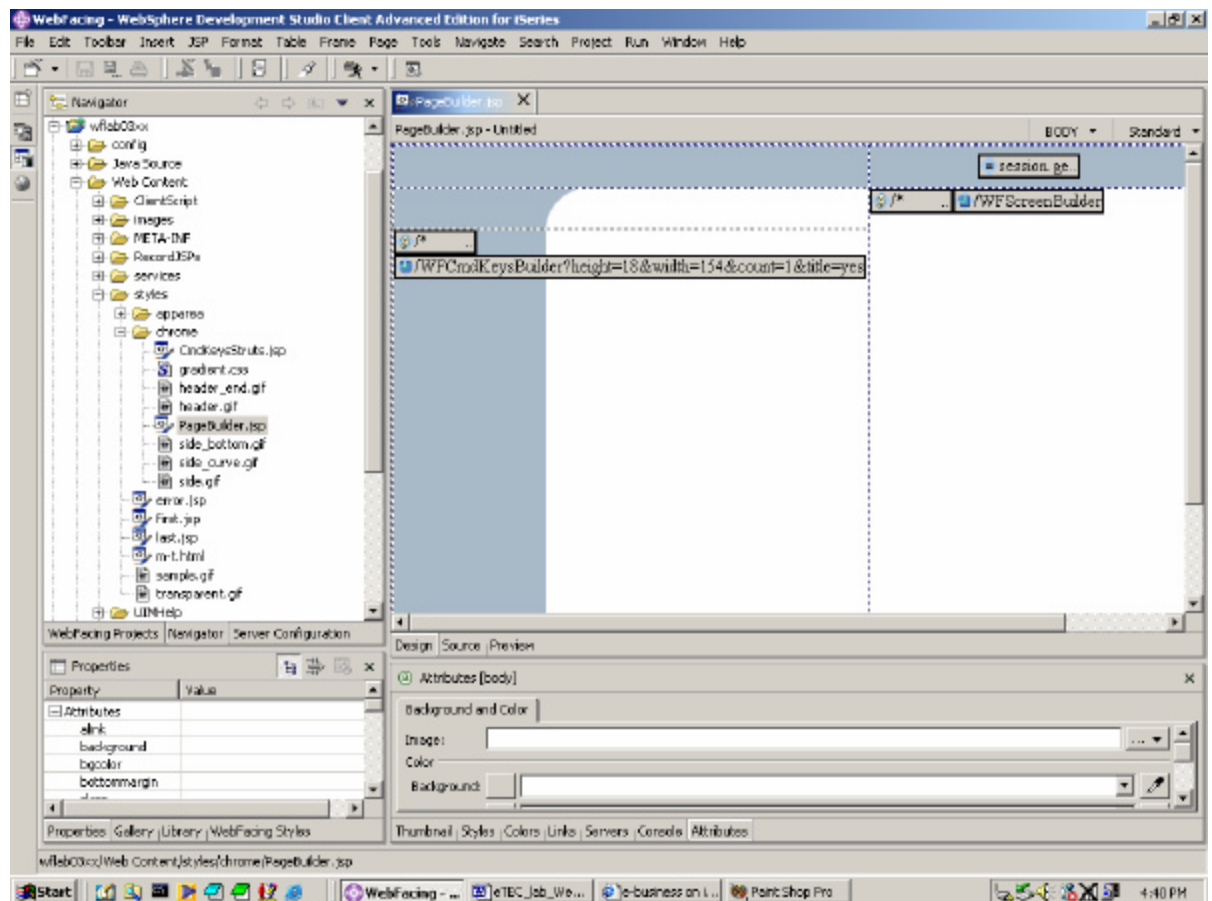 WebFacing - WebSphere Development Studio Client Advanced Edition for iSeries
File Edit Toolbar Insert JSP Format Table Frame Page Tools Navigate Search Project Run Window Help
Navigator
wflab03xx
config
Java Source
Web Content
ClientScript
images
META-INF
RecordJSPs
services
styles
apparea
chrome
CmdKeysStruts.jsp
gradient.css
header_end.gif
header.gif
PageBuilder.jsp
side_bottom.gif
side_curve.gif
side.gif
error.jsp
First.jsp
last.jsp
m-t.html
sample.gif
transparent.gif
UIMHelp
WebFacing Projects Navigator Server Configuration
PageBuilder.jsp
PageBuilder.jsp - Untitled
BODY Standard
session.ge..
/* ..
/WFScreenBuilder
/* ..
/WFCmdKeysBuilder?height=18&width=154&count=1&title=yes
Design Source Preview
Properties
Property Value
Attributes
alink
background
bgcolor
bottommargin
Properties Gallery Library WebFacing Styles
Attributes [body]
Background and Color
Image:
...
Color
Background:
Thumbnail Styles Colors Links Servers Console Attributes
wflab03xx/Web Content/styles/chrome/PageBuilder.jsp
Start WebFacing - ... eTEC_lab_We... e-business on i... Paint Shop Pro 4:40 PM